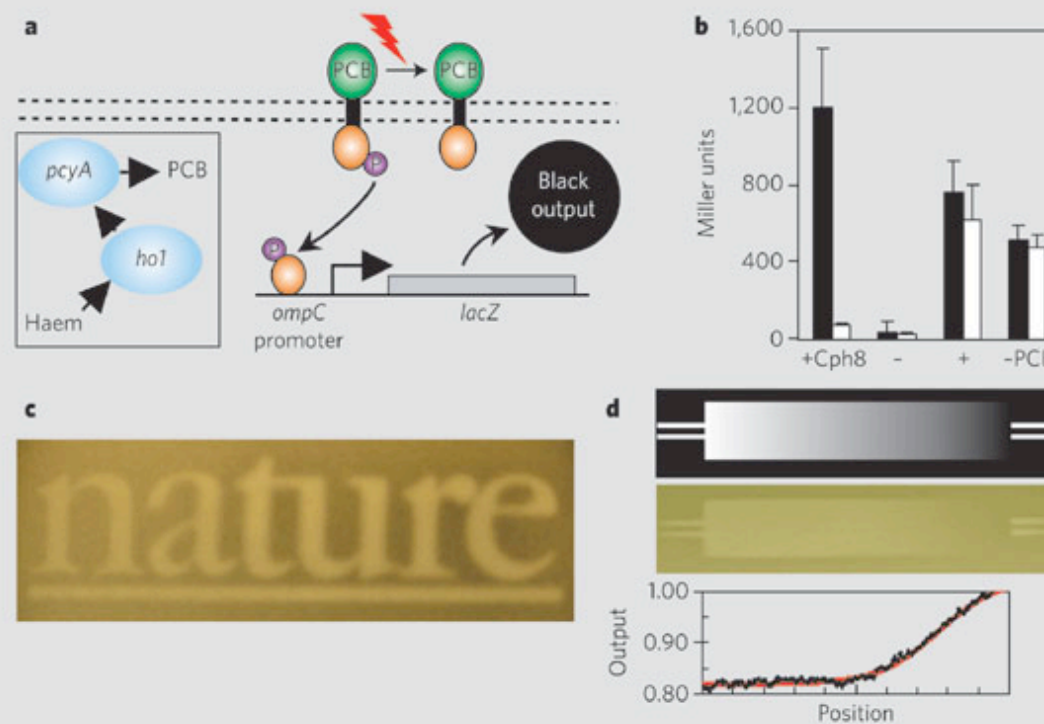 a
PCB
PCB
P
pcyA
PCB
ho1
Haem
P
ompC
promoter
lacZ
Black
output
b
Miller units
1,600
1,200
800
400
0
+Cph8
-
+
c
nature
d
Output
1.00
0.90
0.80
Position